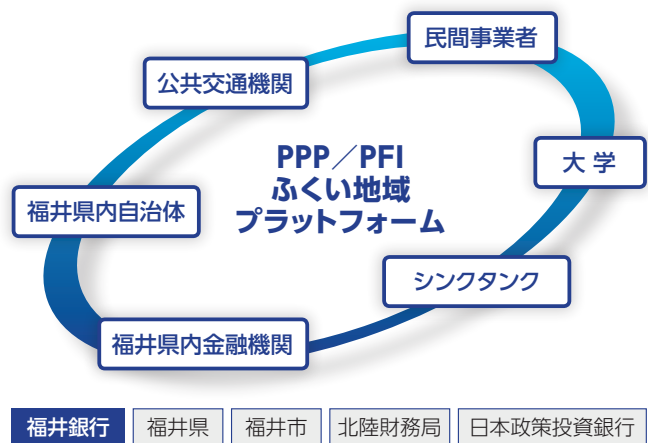 民間事業者
公共交通機関
大 学
PPP／PFI
ふくい地域
プラットフォーム
福井県内自治体
シンクタンク
福井県内金融機関
福井銀行 福井県 福井市 北陸財務局 日本政策投資銀行